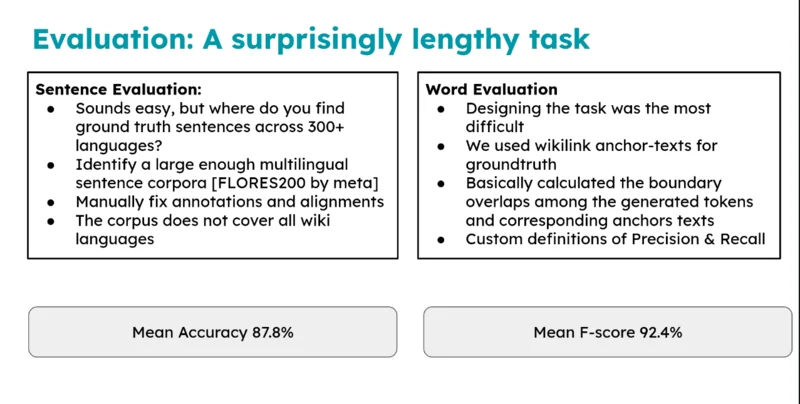 Evaluation: A surprisingly lengthy task
Sentence Evaluation:
● Sounds easy, but where do you find
ground truth sentences across 300+
languages?
● Identify a large enough multilingual
sentence corpora [FLORES200 by meta]
● Manually fix annotations and alignments
● The corpus does not cover all wiki
languages
Word Evaluation
● Designing the task was the most
difficult
● We used wikilink anchor-texts for
groundtruth
● Basically calculated the boundary
overlaps among the generated tokens
and corresponding anchors texts
● Custom definitions of Precision & Recall
Mean Accuracy 87.8%
Mean F-score 92.4%